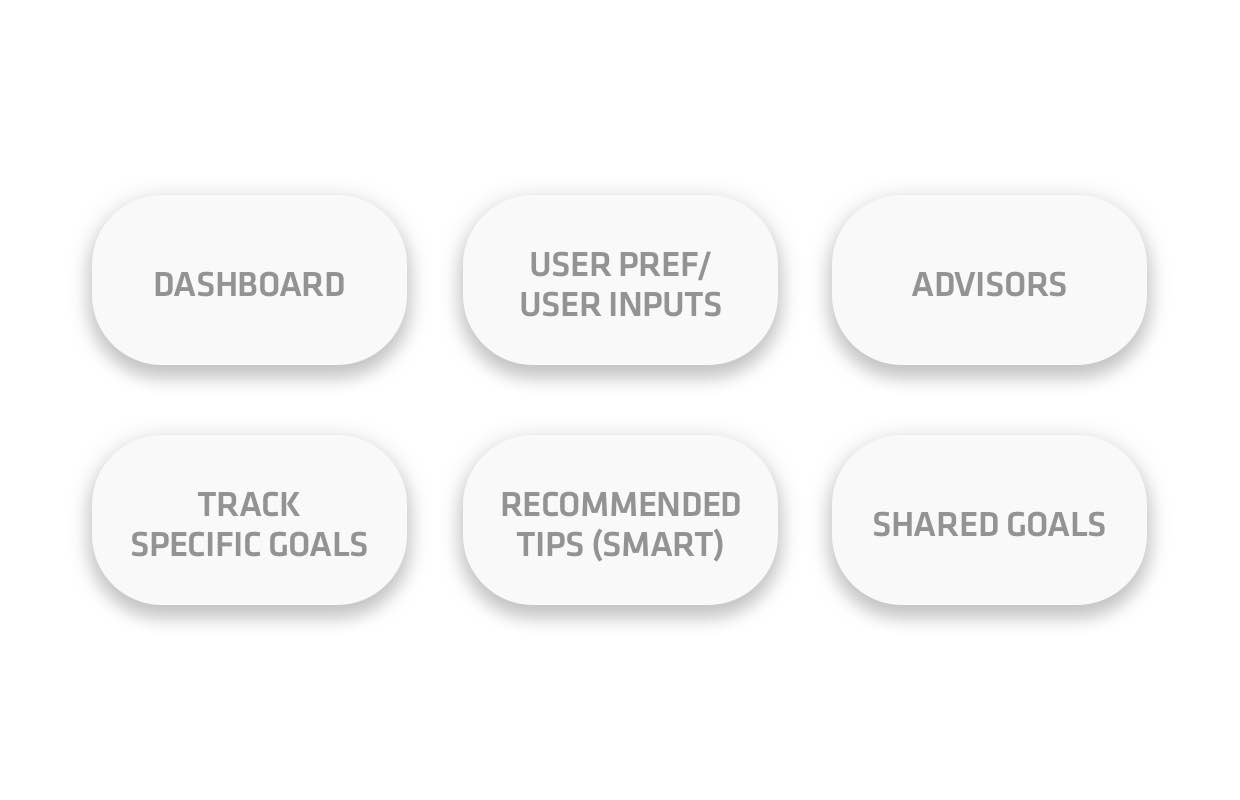 DASHBOARD
USER PREF/
USER INPUTS
ADVISORS
TRACK
SPECIFIC GOALS
RECOMMENDED
TIPS (SMART)
SHARED GOALS